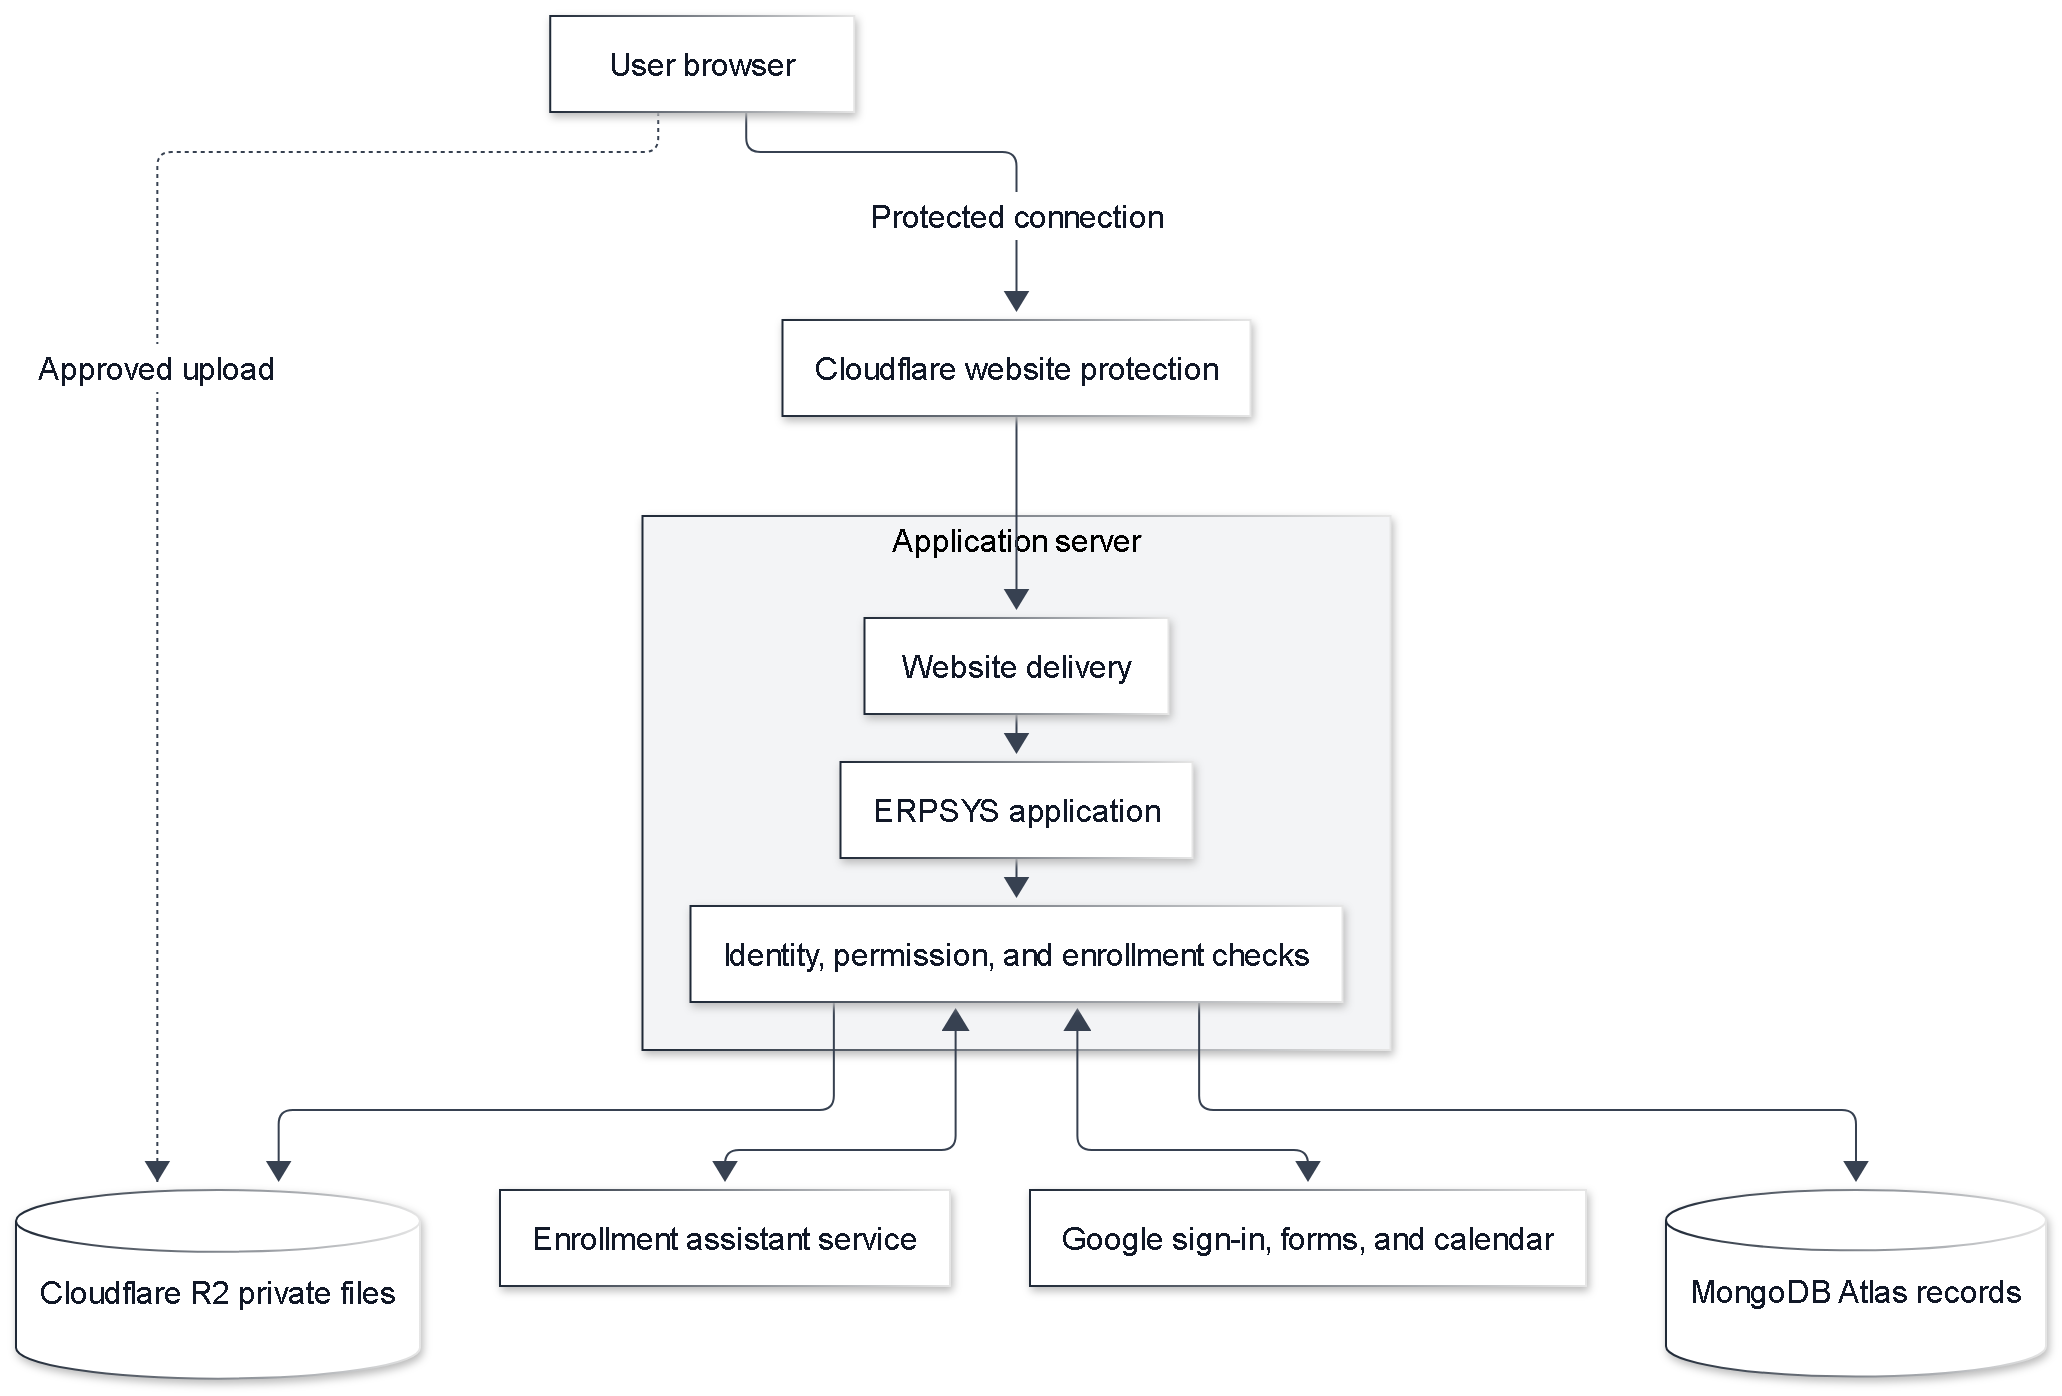 User browser
Protected connection
Approved upload
Cloudflare website protection
Application server
Website delivery
ERPSYS application
Identity, permission, and enrollment checks
Cloudflare R2 private files
Enrollment assistant service
Google sign-in, forms, and calendar
MongoDB Atlas records